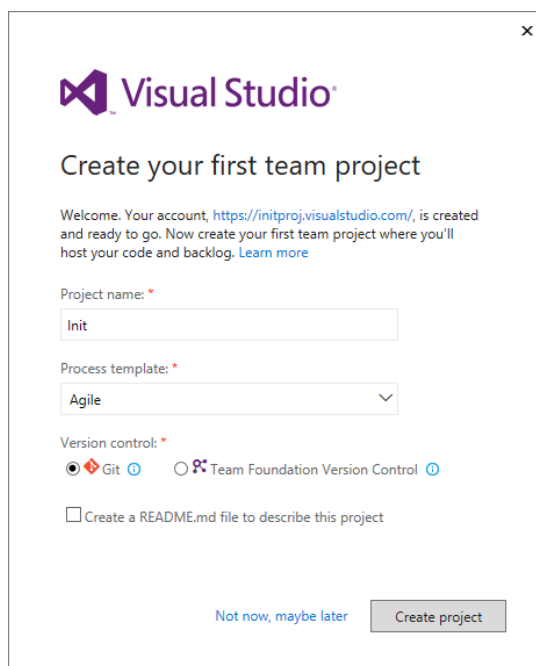 Visual Studio
Create your first team project
Welcome. Your account, https://initproj.visualstudio.com/, is created
and ready to go. Now create your first team project where you'll
host your code and backlog. Learn more
Project name: *
Init
Process template: *
Agile
Version control: *
Git Team Foundation Version Control
Create a README.md file to describe this project
Not now, maybe later Create project